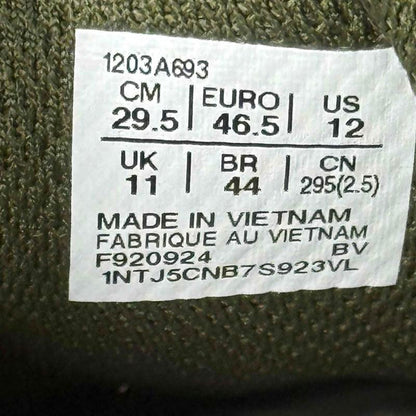 1203A693
CM | EURO | US
29.5 | 46.5 | 12
UK | BR | CN
11 | 44 | 295(2.5)
MADE IN VIETNAM
FABRIQUE AU VIETNAM
F920924 BV
1NTJ5CNB7S923VL